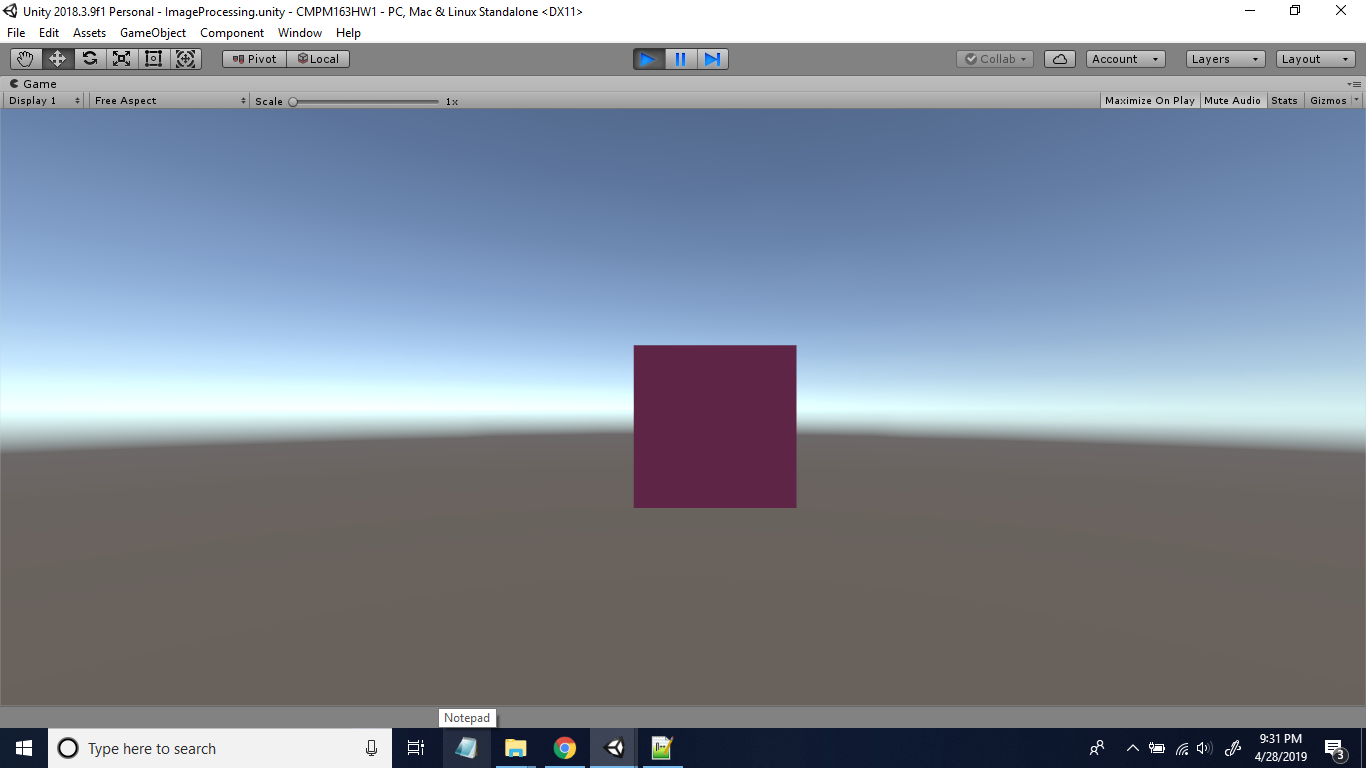 Unity 2018.3.9f1 Personal - ImageProcessing.unity - CMPM163HW1 - PC, Mac & Linux Standalone <DX11>
File Edit Assets GameObject Component Window Help
Pivot Local Collab Account Layers Layout
Game
Display 1 Free Aspect Scale 1x Maximize On Play Mute Audio Stats Gizmos
Notepad
Type here to search
9:31 PM
4/28/2019
3